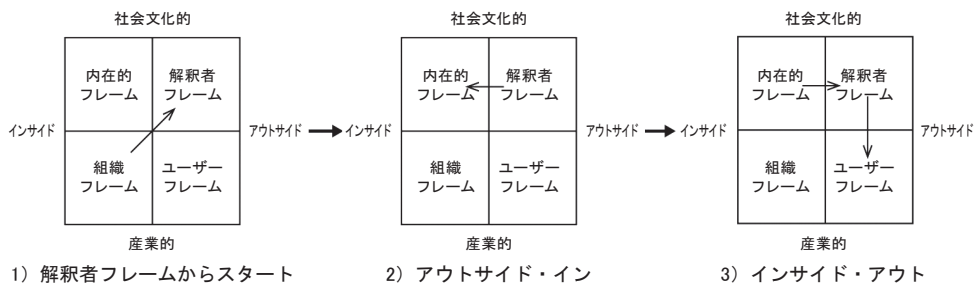 社会文化的
内在的 解釈者
フレーム フレーム
インサイド アウトサイド
組織 ユーザー
フレーム フレーム
産業的
1）解釈者フレームからスタート
社会文化的
内在的 解釈者
フレーム フレーム
インサイド アウトサイド
組織 ユーザー
フレーム フレーム
産業的
2）アウトサイド・イン
社会文化的
内在的 解釈者
フレーム フレーム
インサイド アウトサイド
組織 ユーザー
フレーム フレーム
産業的
3）インサイド・アウト